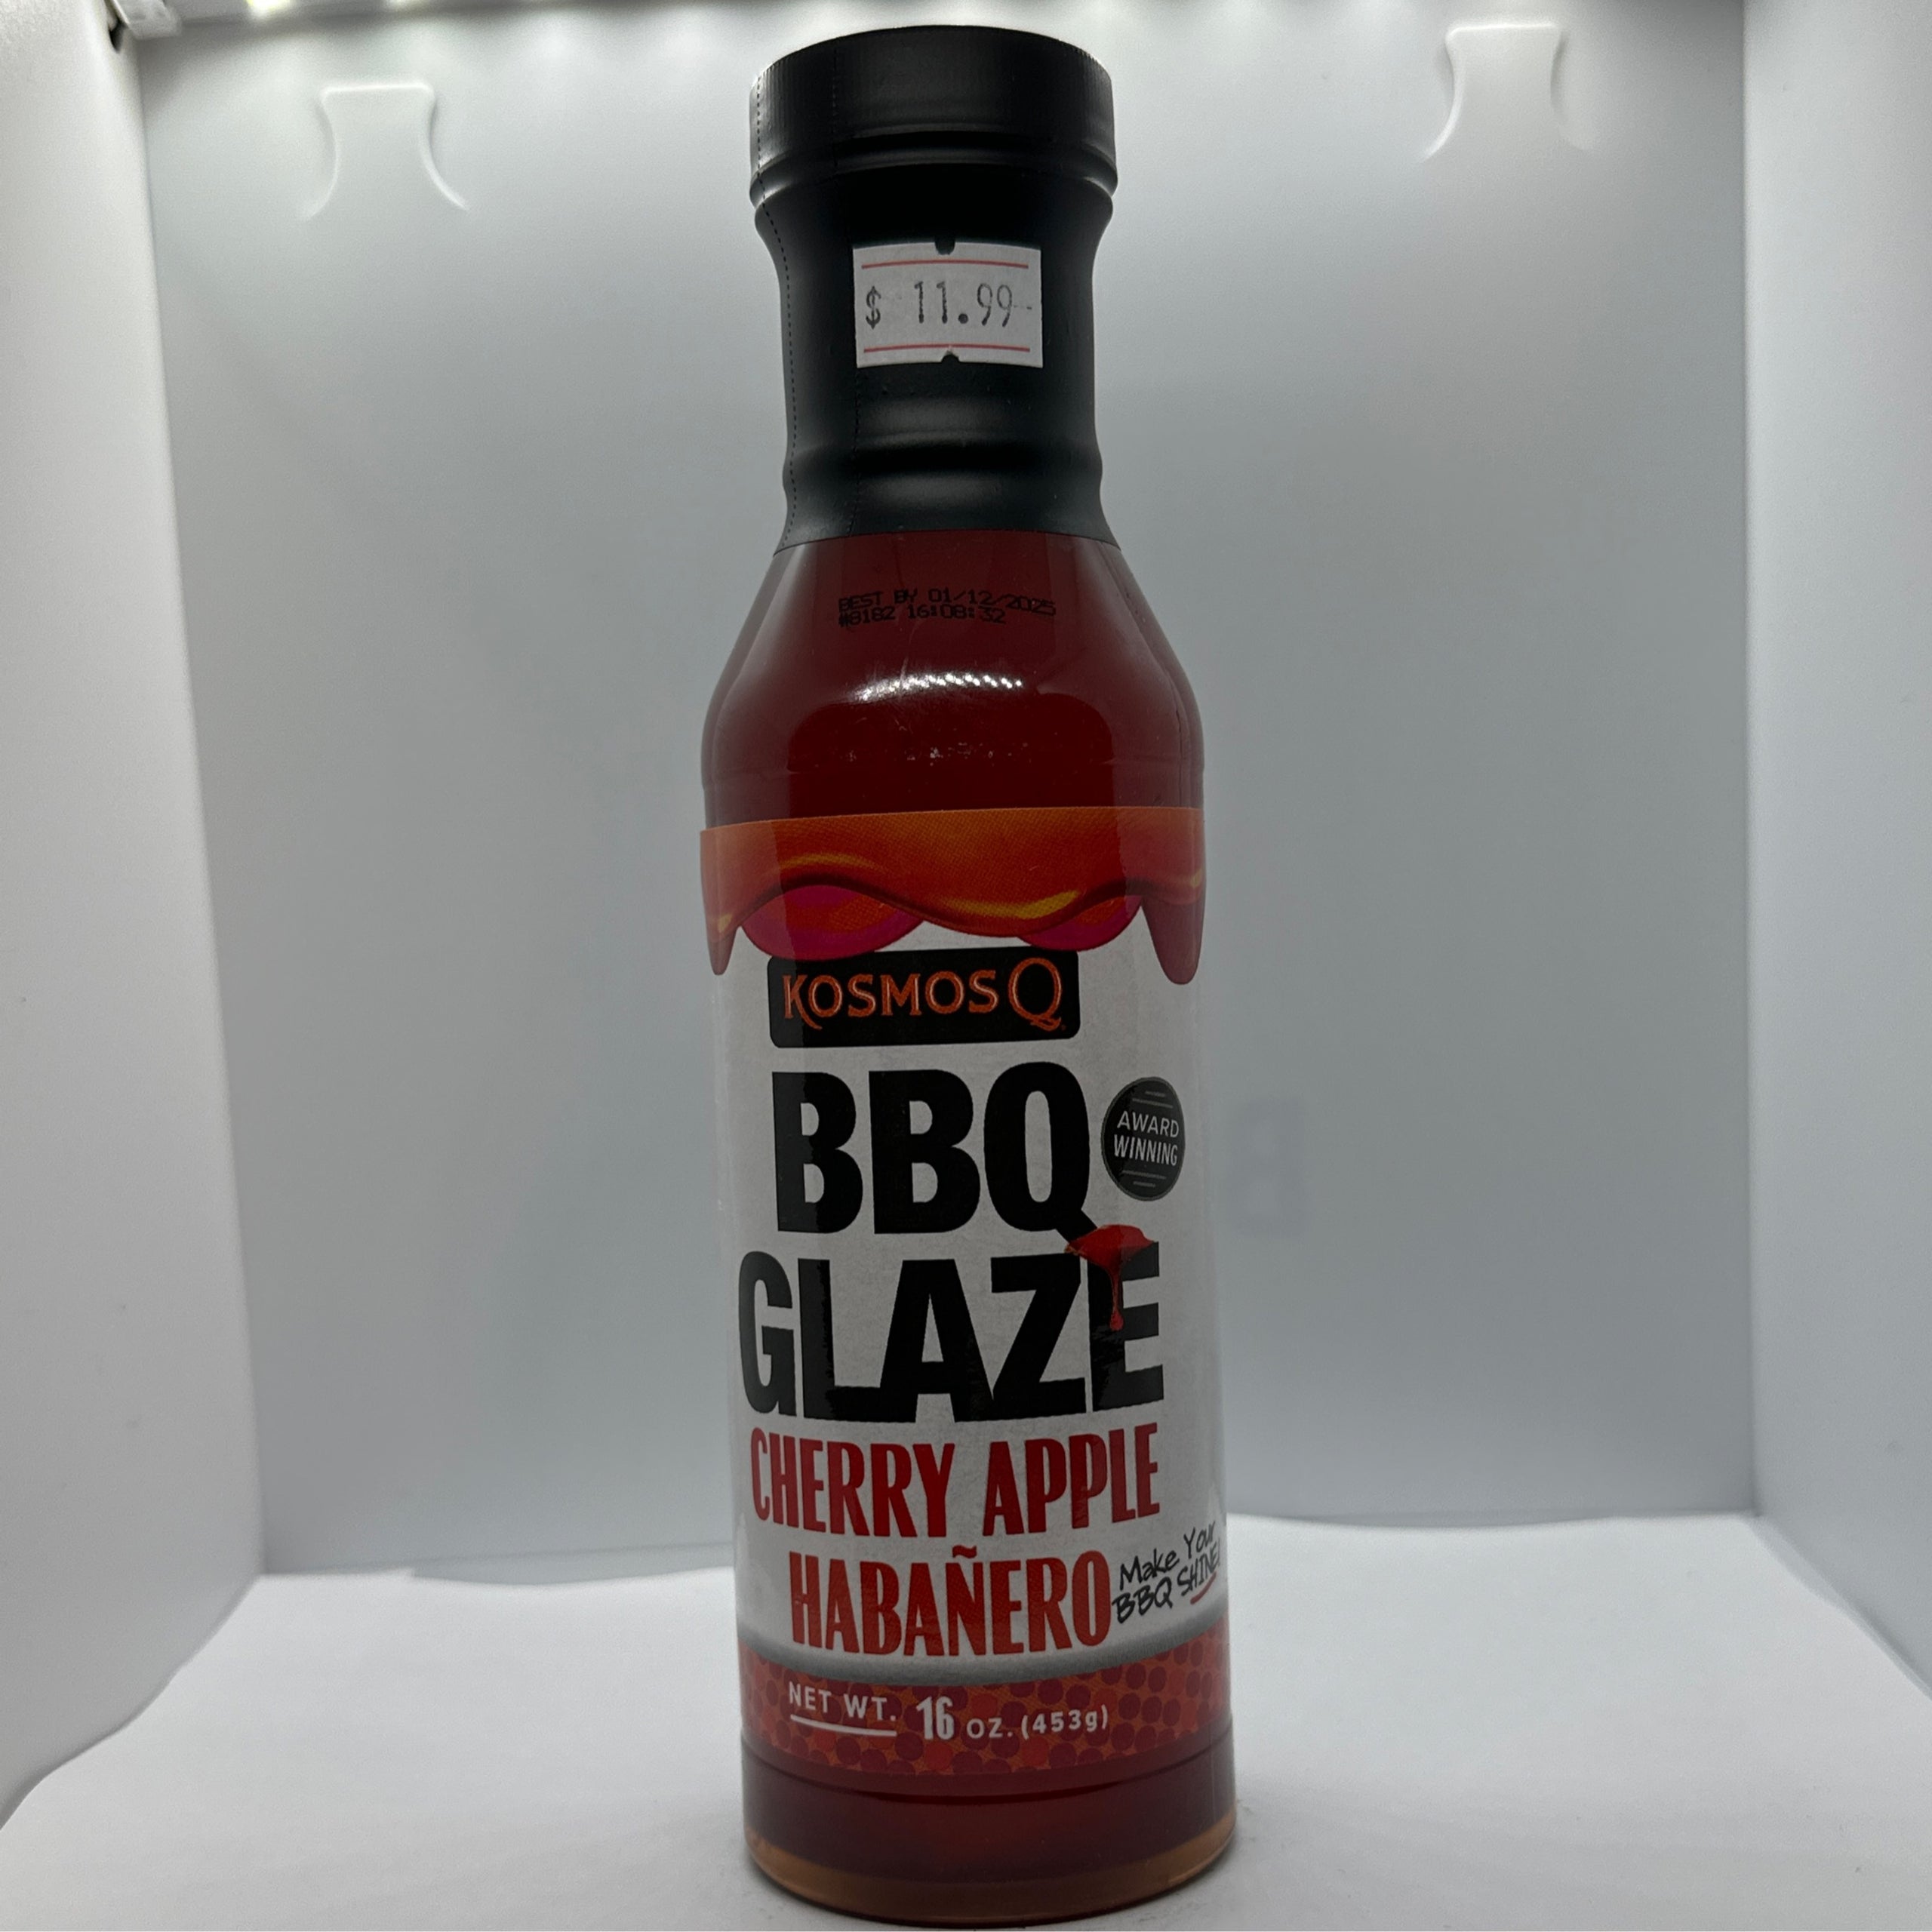 $ 11.99
BEST BY 01/12/2025
#8182 16:08:32
KOSMOS Q
BBQ
AWARD
WINNING
GLAZE
CHERRY APPLE
HABAÑERO
Make Your
BBQ SHINE!
NET WT. 16 OZ. (453g)